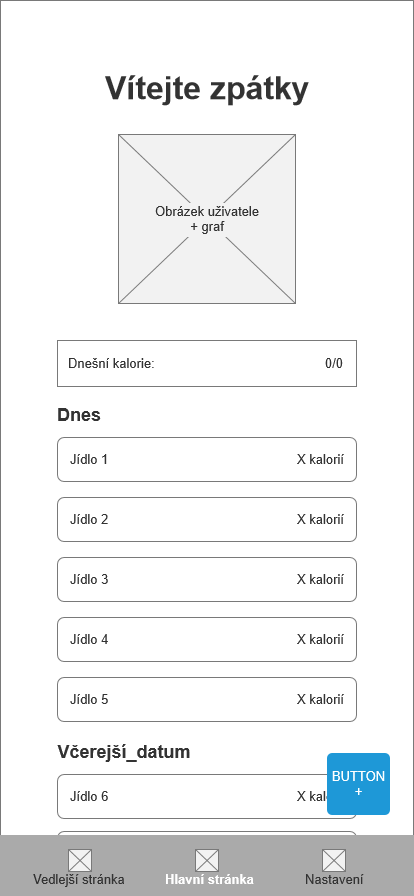 Vítejte zpátky
Obrázek uživatele
+ graf
Dnešní kalorie: 0/0
Dnes
Jídlo 1 X kalorií
Jídlo 2 X kalorií
Jídlo 3 X kalorií
Jídlo 4 X kalorií
Jídlo 5 X kalorií
Včerejší_datum
Jídlo 6 X kal
BUTTON
+
Vedlejší stránka Hlavní stránka Nastavení